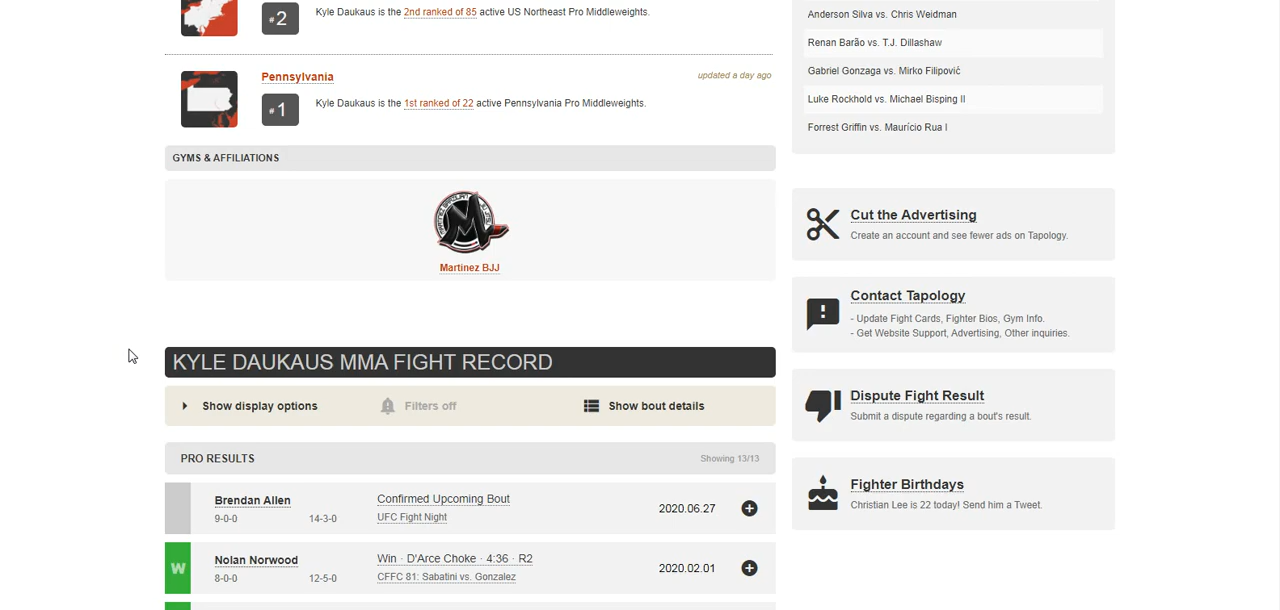 #2
Kyle Daukaus is the 2nd ranked of 85 active US Northeast Pro Middleweights.
Pennsylvania
updated a day ago
#1
Kyle Daukaus is the 1st ranked of 22 active Pennsylvania Pro Middleweights.
GYMS & AFFILIATIONS
M
Martinez BJJ
KYLE DAUKAUS MMA FIGHT RECORD
Show display options
Filters off
Show bout details
PRO RESULTS
Showing 13/13
Brendan Allen
Confirmed Upcoming Bout
2020.06.27
9-0-0
14-3-0
UFC Fight Night
W
Nolan Norwood
Win · D'Arce Choke · 4:36 · R2
2020.02.01
8-0-0
12-5-0
CFFC 81: Sabatini vs. Gonzalez
Anderson Silva vs. Chris Weidman
Renan Barão vs. T.J. Dillashaw
Gabriel Gonzaga vs. Mirko Filipović
Luke Rockhold vs. Michael Bisping II
Forrest Griffin vs. Maurício Rua I
Cut the Advertising
Create an account and see fewer ads on Tapology.
Contact Tapology
- Update Fight Cards, Fighter Bios, Gym Info.
- Get Website Support, Advertising, Other inquiries.
Dispute Fight Result
Submit a dispute regarding a bout's result.
Fighter Birthdays
Christian Lee is 22 today! Send him a Tweet.